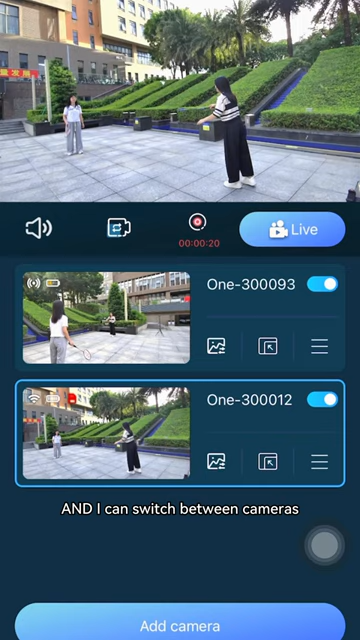 00:00:20
Live
One-300093
One-300012
AND I can switch between cameras
Add camera